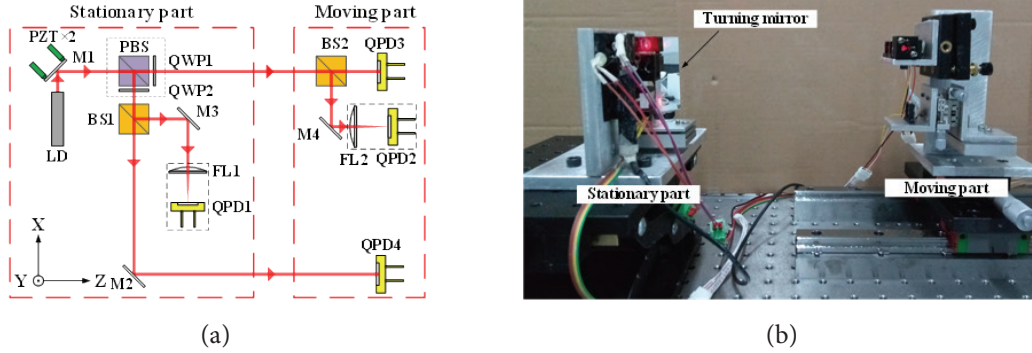 Stationary part
Moving part
PZT ×2
M1
PBS
QWP1
QWP2
BS2
QPD3
BS1
M3
LD
M4
FL2
QPD2
FL1
QPD1
X
Y
Z
M2
QPD4
(a)
Turning mirror
Stationary part
Moving part
(b)